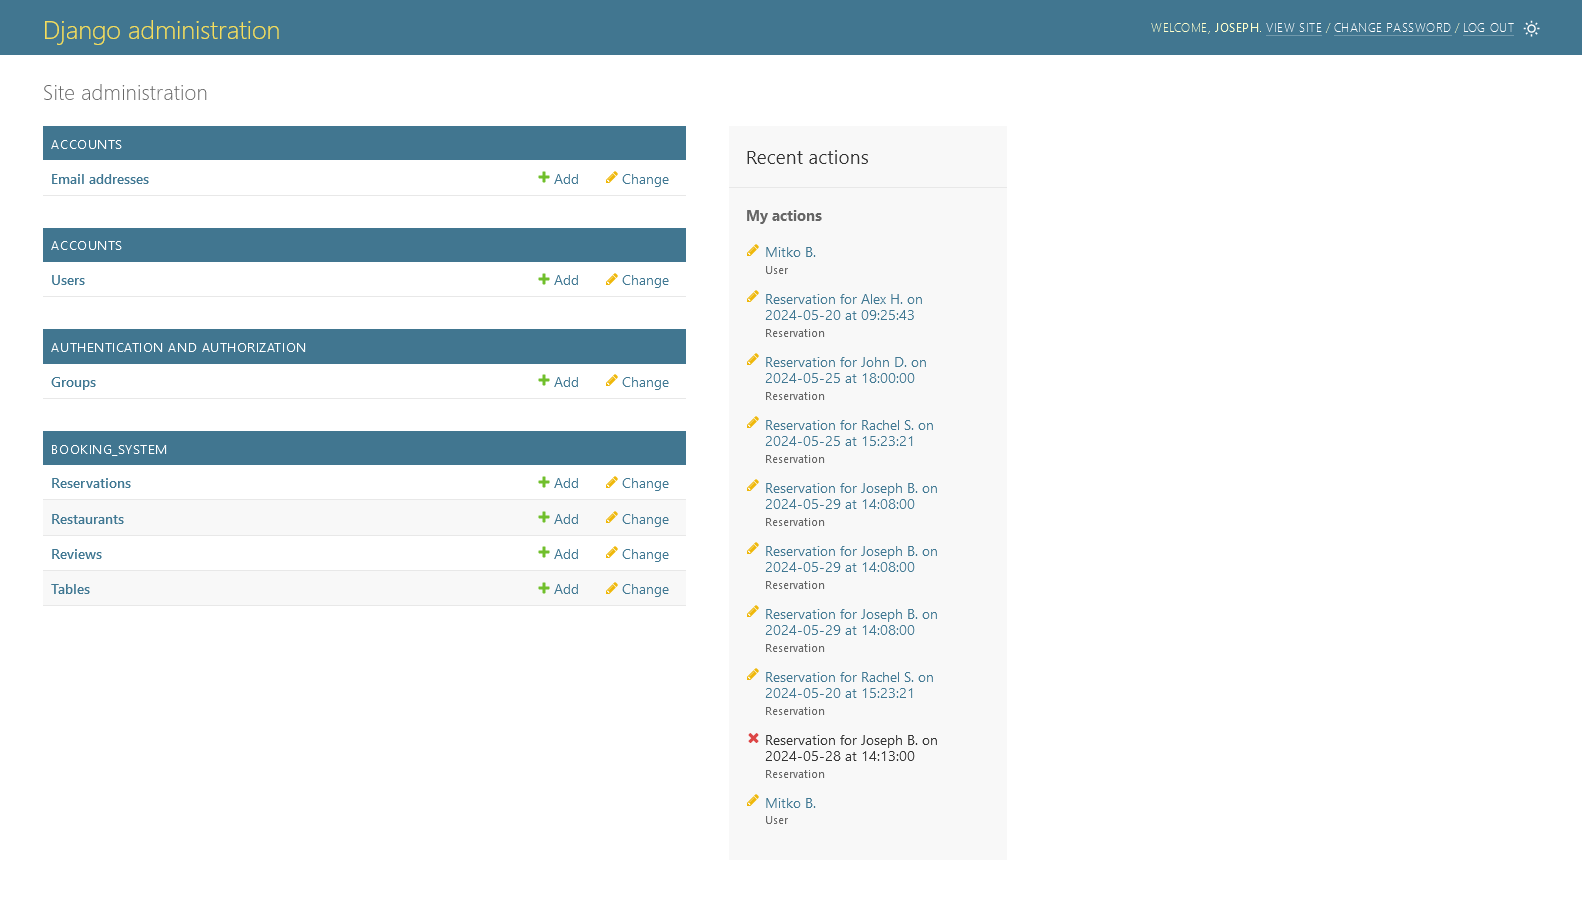 Django administration
WELCOME, JOSEPH. VIEW SITE / CHANGE PASSWORD / LOG OUT
Site administration
ACCOUNTS
Email addresses Add Change
ACCOUNTS
Users Add Change
AUTHENTICATION AND AUTHORIZATION
Groups Add Change
BOOKING_SYSTEM
Reservations Add Change
Restaurants Add Change
Reviews Add Change
Tables Add Change
Recent actions
My actions
Mitko B.
User
Reservation for Alex H. on
2024-05-20 at 09:25:43
Reservation
Reservation for John D. on
2024-05-25 at 18:00:00
Reservation
Reservation for Rachel S. on
2024-05-25 at 15:23:21
Reservation
Reservation for Joseph B. on
2024-05-29 at 14:08:00
Reservation
Reservation for Joseph B. on
2024-05-29 at 14:08:00
Reservation
Reservation for Joseph B. on
2024-05-29 at 14:08:00
Reservation
Reservation for Rachel S. on
2024-05-20 at 15:23:21
Reservation
Reservation for Joseph B. on
2024-05-28 at 14:13:00
Reservation
Mitko B.
User